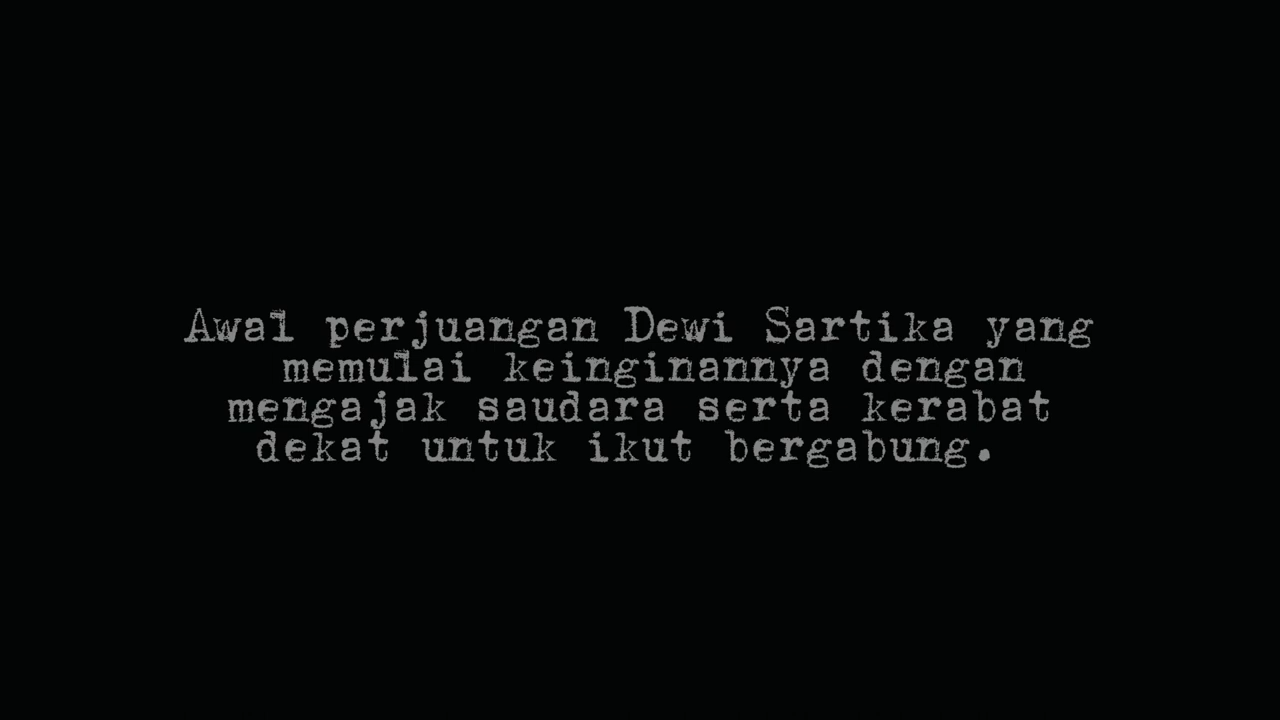 Awal perjuangan Dewi Sartika yang
memulai keinginannya dengan
mengajak saudara serta kerabat
dekat untuk ikut bergabung.